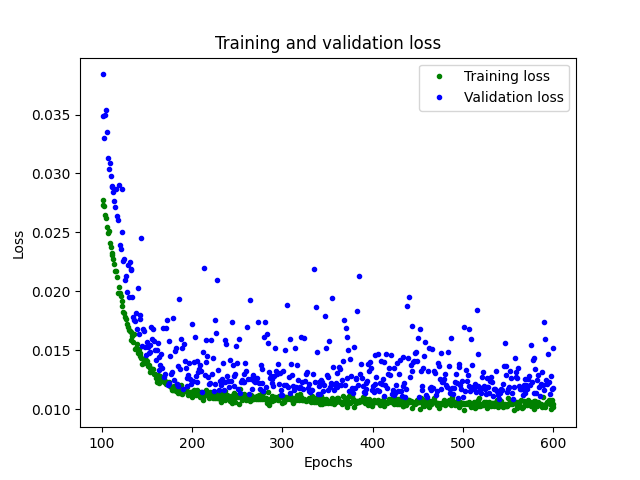 Training and validation loss
Training loss
Validation loss
0.035
0.030
0.025
0.020
0.015
0.010
Loss
100 200 300 400 500 600
Epochs